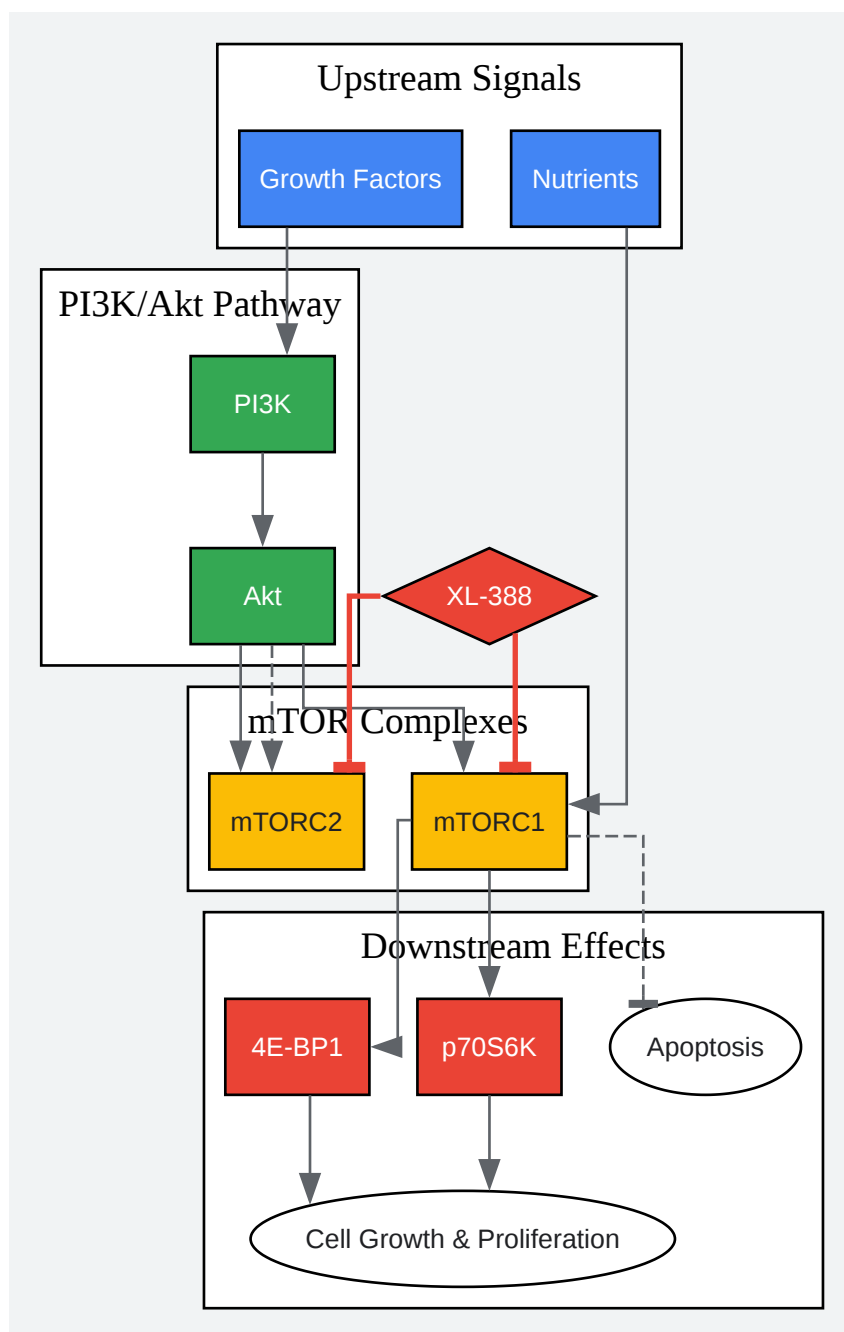 Upstream Signals
Growth Factors
Nutrients
PI3K/Akt Pathway
PI3K
Akt
XL-388
mTOR Complexes
mTORC2
mTORC1
Downstream Effects
4E-BP1
p70S6K
Apoptosis
Cell Growth & Proliferation